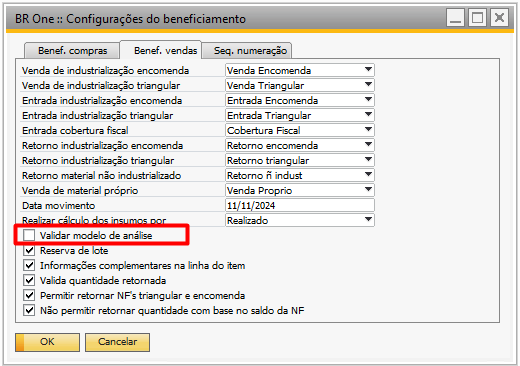 BR One :: Configurações do beneficiamento
Benef. compras Benef. vendas Seq. numeração
Venda de industrialização encomenda Venda Encomenda
Venda de industrialização triangular Venda Triangular
Entrada industrialização encomenda Entrada Encomenda
Entrada industrialização triangular Entrada Triangular
Entrada cobertura fiscal Cobertura Fiscal
Retorno industrialização encomenda Retorno encomenda
Retorno industrialização triangular Retorno triangular
Retorno material não industrializado Retorno ñ indust
Venda de material próprio Venda Proprio
Data movimento 11/11/2024
Realizar cálculo dos insumos por Realizado
Validar modelo de análise
Reserva de lote
Informações complementares na linha do item
Valida quantidade retornada
Permitir retornar NF's triangular e encomenda
Não permitir retornar quantidade com base no saldo da NF
OK Cancelar